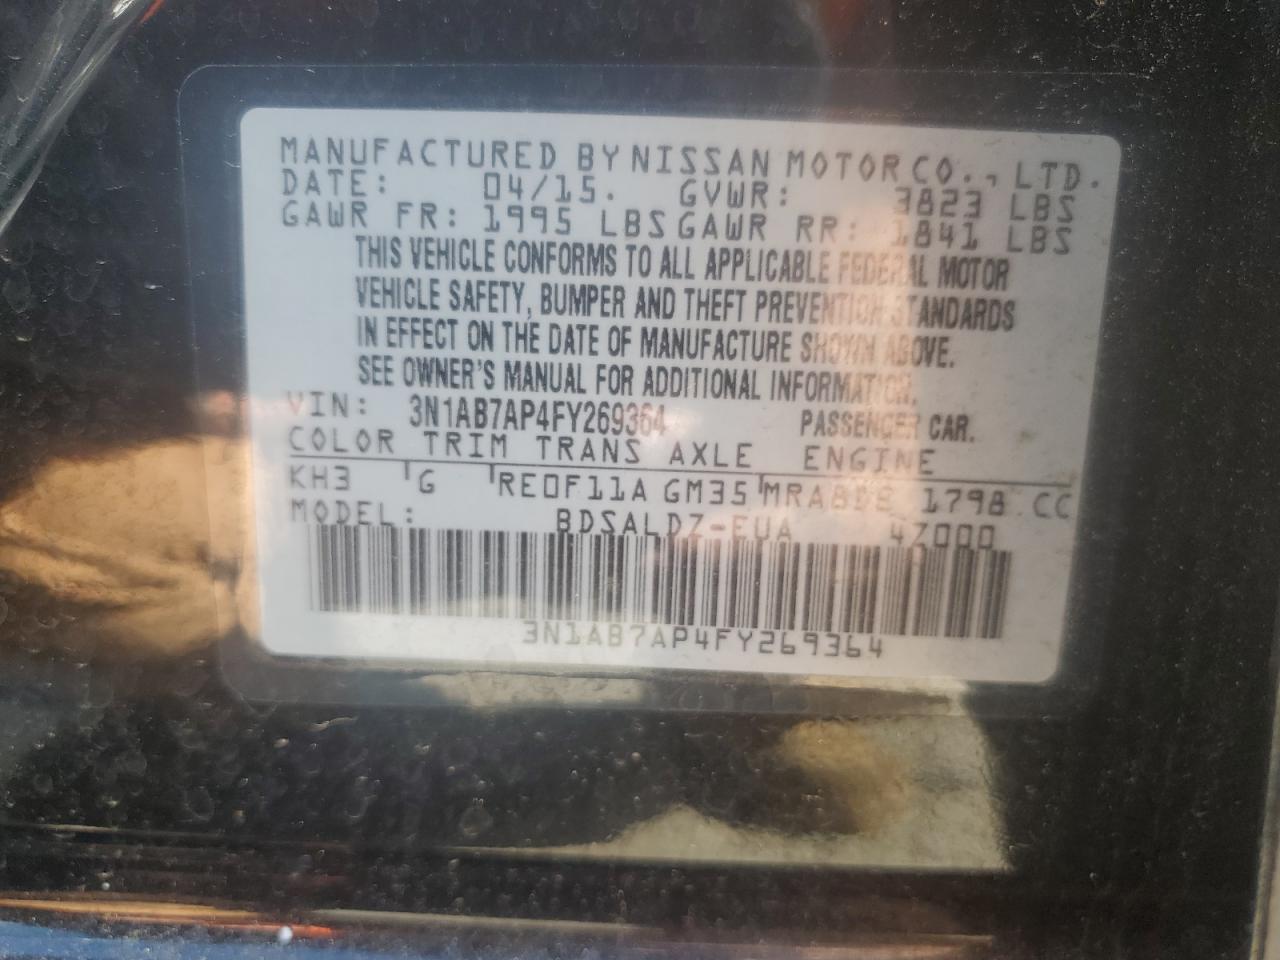 MANUFACTURED BY NISSAN MOTOR CO., LTD.
DATE: 04/15. GVWR: 3823 LBS
GAWR FR: 1995 LBS GAWR RR: 1841 LBS
THIS VEHICLE CONFORMS TO ALL APPLICABLE FEDERAL MOTOR
VEHICLE SAFETY, BUMPER AND THEFT PREVENTION STANDARDS
IN EFFECT ON THE DATE OF MANUFACTURE SHOWN ABOVE.
SEE OWNER'S MANUAL FOR ADDITIONAL INFORMATION.
VIN: 3N1AB7AP4FY269364 PASSENGER CAR.
COLOR TRIM TRANS AXLE ENGINE
KH3 G RE0F11A GM35 MRA8DE 1798 CC
MODEL: BDSALDZ-EUA 4Z000
3N1AB7AP4FY269364